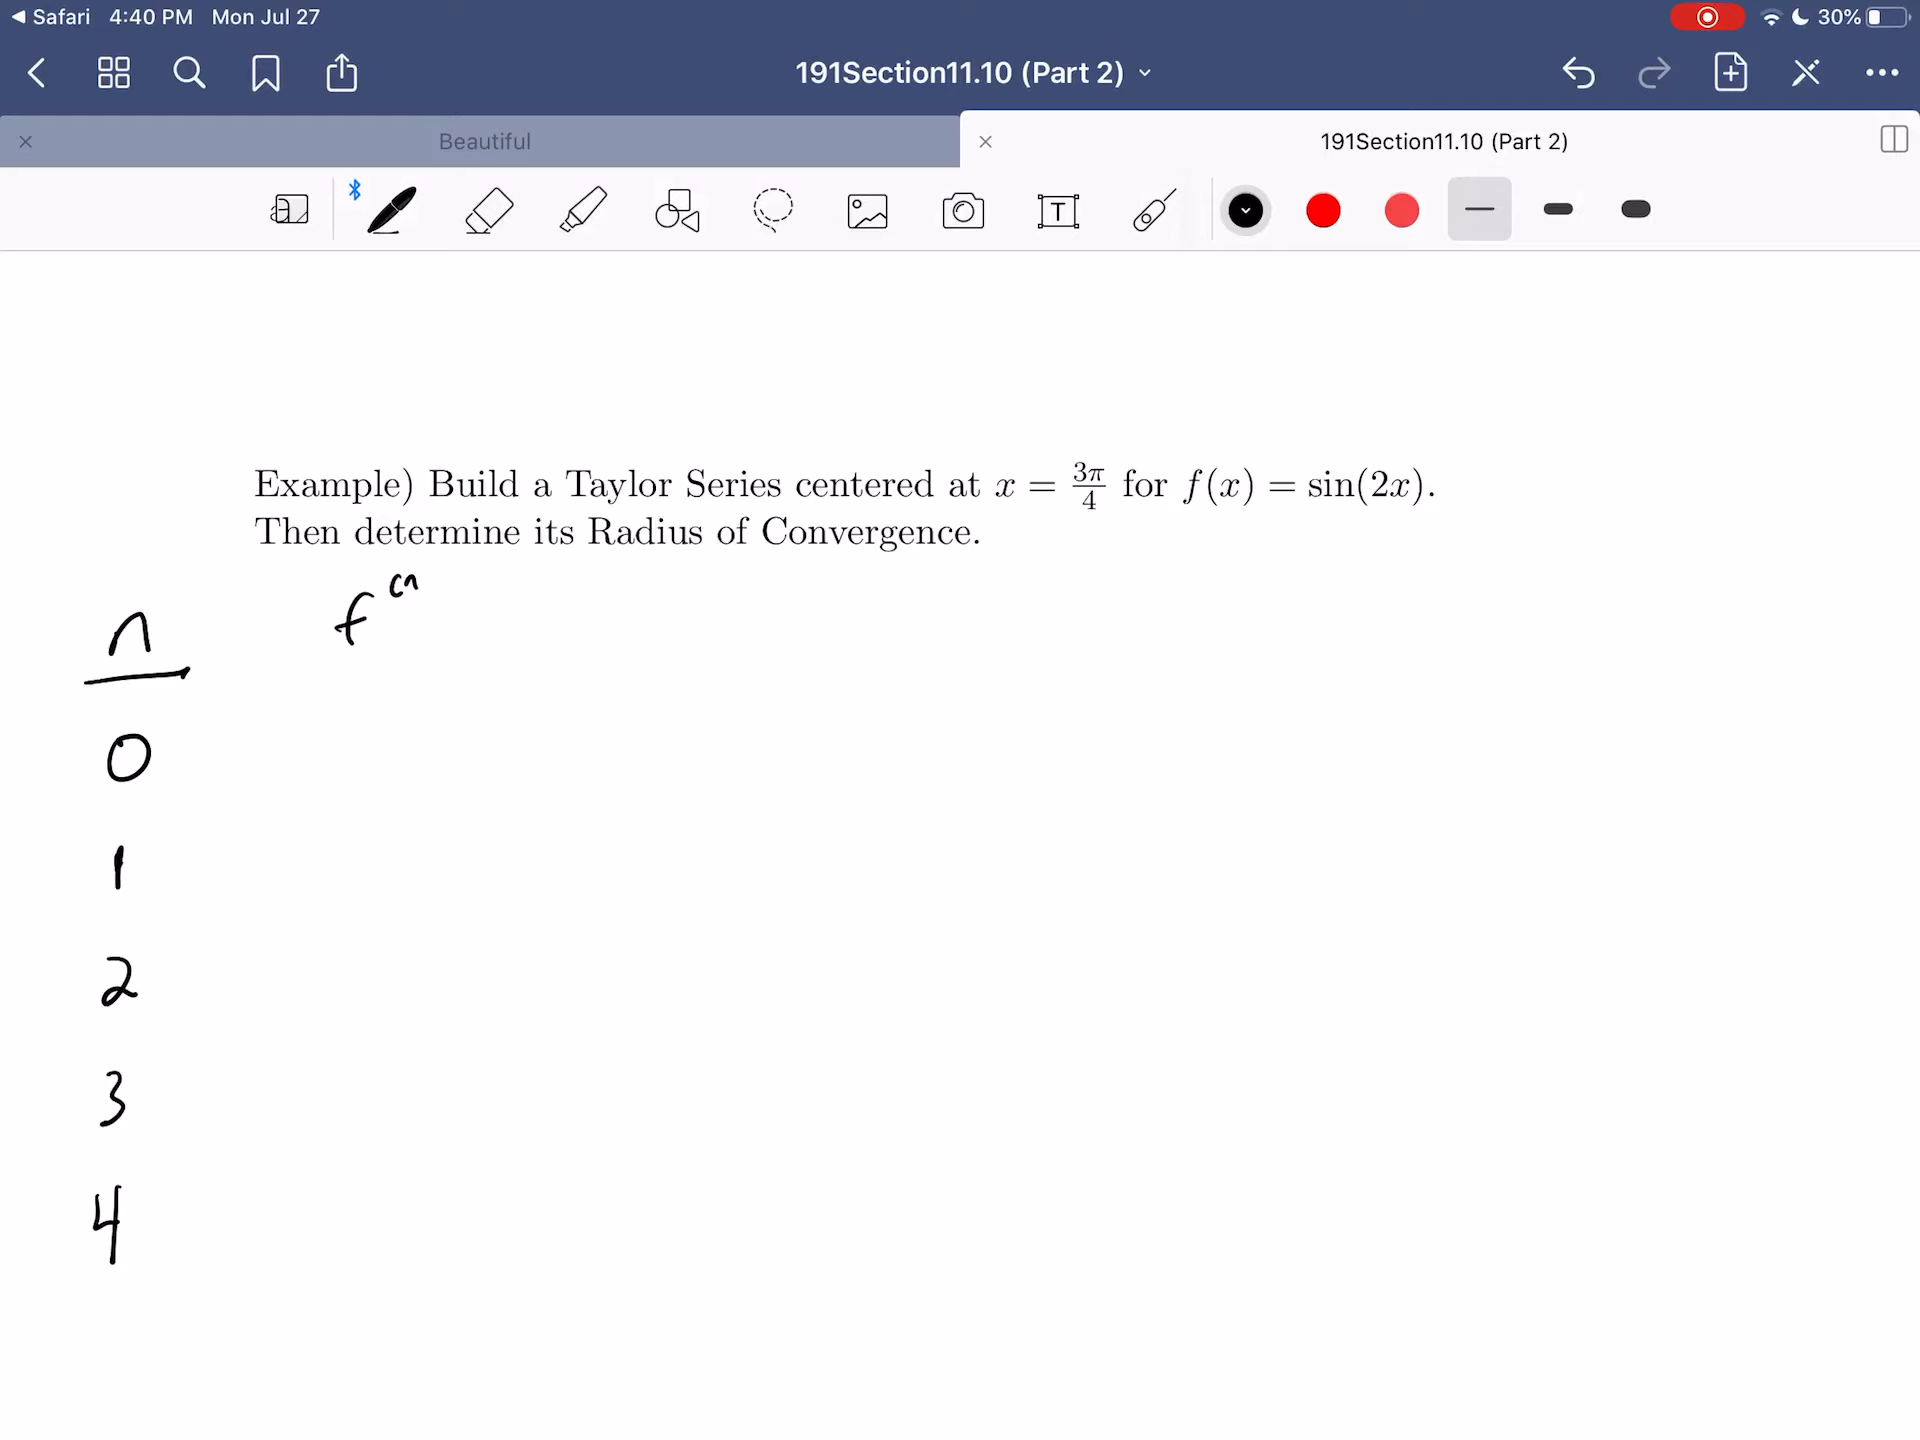 Safari 4:40 PM Mon Jul 27 30%
191Section11.10 (Part 2)
Beautiful 191Section11.10 (Part 2)
a T
Example) Build a Taylor Series centered at x = 3π/4 for f(x) = sin(2x).
Then determine its Radius of Convergence.
n f^(n
0
1
2
3
4